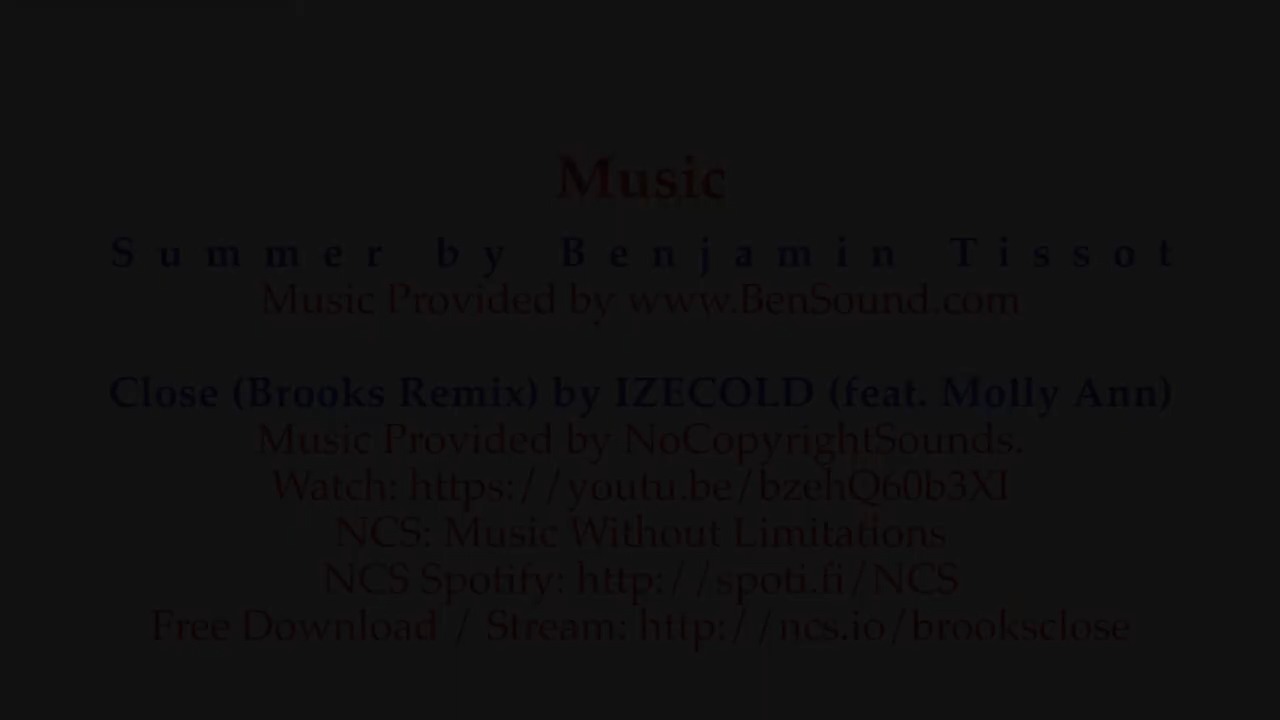 Music
Summer by Benjamin Tissot
Music Provided by www.BenSound.com
Close (Brooks Remix) by IZECOLD (feat. Molly Ann)
Music Provided by NoCopyrightSounds.
Watch: https://youtu.be/bzehQ60b3XI
NCS: Music Without Limitations
NCS Spotify: http://spoti.fi/NCS
Free Download / Stream: http://ncs.io/brooksclose